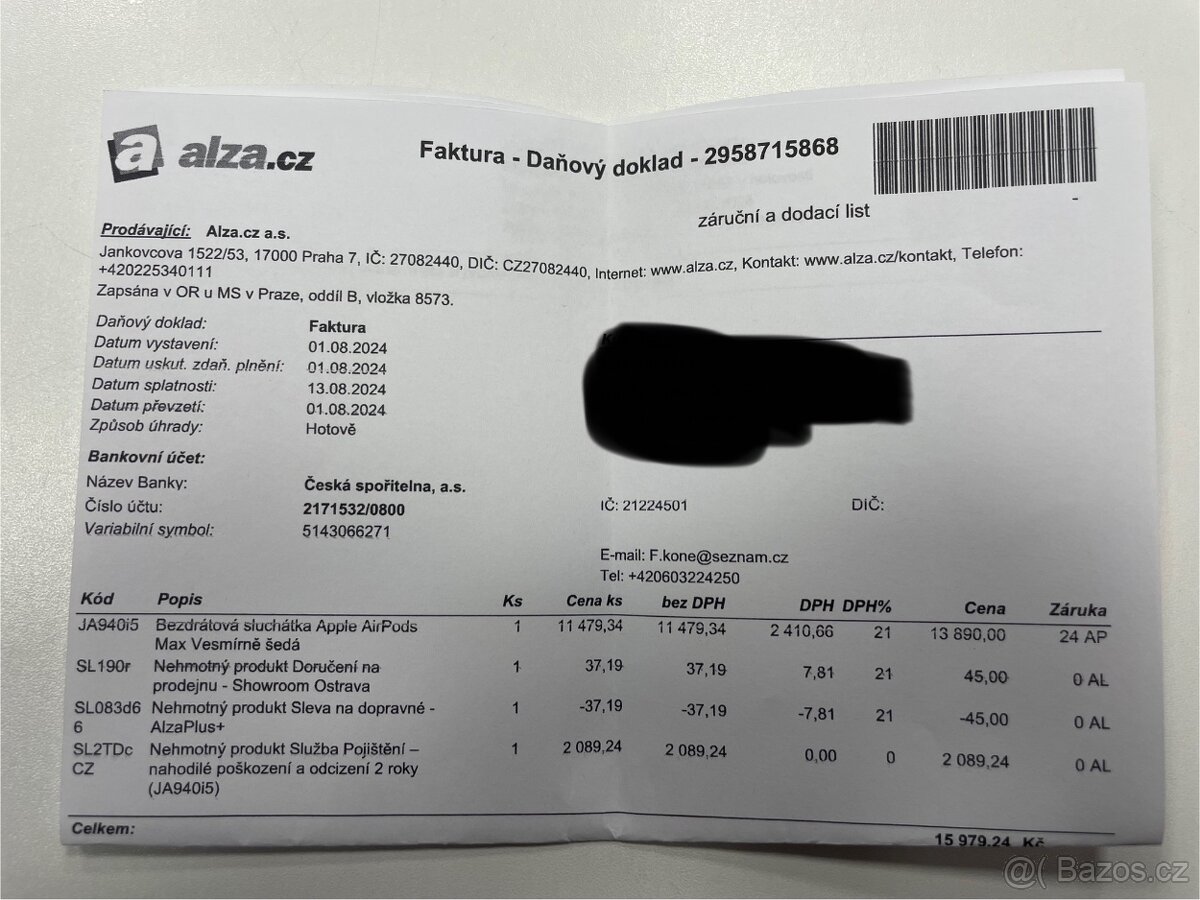 alza.cz
Faktura - Daňový doklad - 2958715868
záruční a dodací list
-
Prodávající: Alza.cz a.s.
Jankovcova 1522/53, 17000 Praha 7, IČ: 27082440, DIČ: CZ27082440, Internet: www.alza.cz, Kontakt: www.alza.cz/kontakt, Telefon:
+420225340111
Zapsána v OR u MS v Praze, oddíl B, vložka 8573.
Daňový doklad: Faktura
Datum vystavení: 01.08.2024
Datum uskut. zdaň. plnění: 01.08.2024
Datum splatnosti: 13.08.2024
Datum převzetí: 01.08.2024
Způsob úhrady: Hotově
Bankovní účet:
Název Banky: Česká spořitelna, a.s.
Číslo účtu: 2171532/0800
Variabilní symbol: 5143066271
IČ: 21224501 DIČ:
E-mail: F.kone@seznam.cz
Tel: +420603224250
Kód Popis Ks Cena ks bez DPH DPH DPH% Cena Záruka
JA940i5 Bezdrátová sluchátka Apple AirPods 1 11 479,34 11 479,34 2 410,66 21 13 890,00 24 AP
Max Vesmírně šedá
SL190r Nehmotný produkt Doručení na 1 37,19 37,19 7,81 21 45,00 0 AL
prodejnu - Showroom Ostrava
SL083d6 Nehmotný produkt Sleva na dopravné - 1 -37,19 -37,19 -7,81 21 -45,00 0 AL
6 AlzaPlus+
SL2TDc Nehmotný produkt Služba Pojištění – 1 2 089,24 2 089,24 0,00 0 2 089,24 0 AL
CZ nahodilé poškození a odcizení 2 roky
(JA940i5)
Celkem: 15 979,24 Kč
@( Bazos.cz